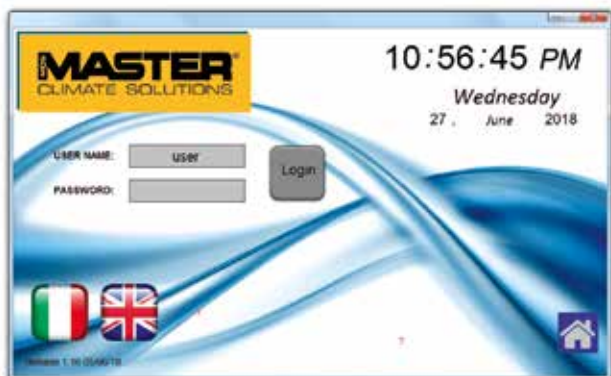 MASTER
CLIMATE SOLUTIONS
10:56:45 PM
Wednesday
27 . June 2018
USER NAME: user
PASSWORD:
Login
?